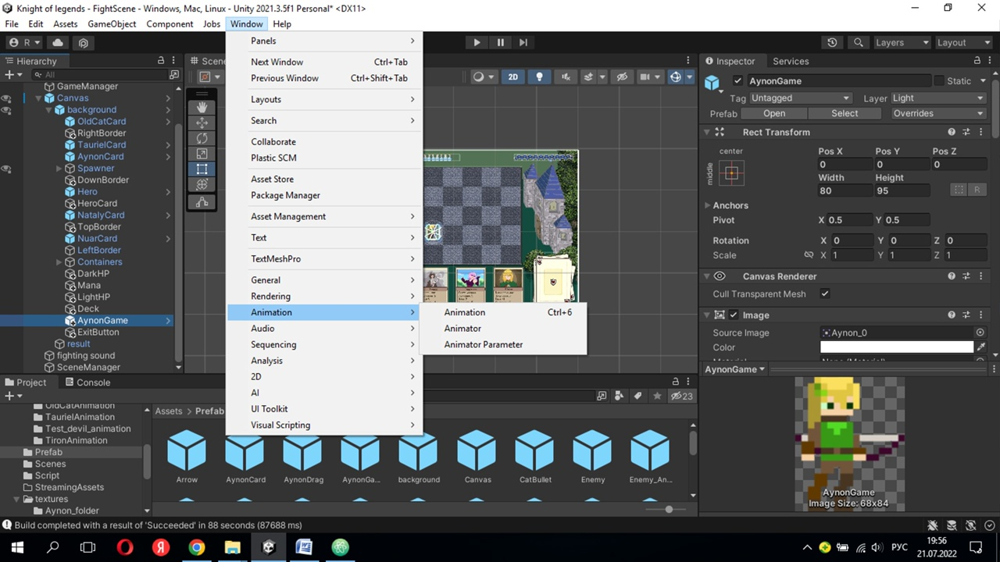 Knight of legends - FightScene - Windows, Mac, Linux - Unity 2021.3.5f1 Personal* <DX11>
File Edit Assets GameObject Component Jobs Window Help
R
Layers
Layout
Hierarchy
All
GameManager
Canvas
background
OldCatCard
RightBorder
TaurielCard
AynonCard
Spawner
DownBorder
Hero
HeroCard
NatalyCard
TopBorder
NuarCard
LeftBorder
Containers
DarkHP
Mana
LightHP
Deck
AynonGame
ExitButton
result
fighting sound
SceneManager
Scene
2D
Panels
Next Window Ctrl+Tab
Previous Window Ctrl+Shift+Tab
Layouts
Search
Collaborate
Plastic SCM
Asset Store
Package Manager
Asset Management
Text
TextMeshPro
General
Rendering
Animation
Audio
Sequencing
Analysis
2D
AI
UI Toolkit
Visual Scripting
Animation Ctrl+6
Animator
Animator Parameter
Inspector Services
AynonGame Static
Tag Untagged Layer Light
Prefab Open Select Overrides
Rect Transform
center
middle
Pos X Pos Y Pos Z
0 0 0
Width Height
80 95
R
Anchors
Pivot X 0.5 Y 0.5
Rotation X 0 Y 0 Z 0
Scale X 1 Y 1 Z 1
Canvas Renderer
Cull Transparent Mesh
Image
Source Image Aynon_0
Color
AynonGame
AynonGame
Image Size: 68x84
Project Console
23
OldCatAnimation
TaurielAnimation
Test_devil_animation
TironAnimation
Prefab
Scenes
Script
StreamingAssets
textures
Aynon_folder
Assets > Prefab
Arrow AynonCard AynonDrag AynonGa... background Canvas CatBullet Enemy Enemy_An...
Build completed with a result of 'Succeeded' in 88 seconds (87688 ms)
РУС
19:56
21.07.2022